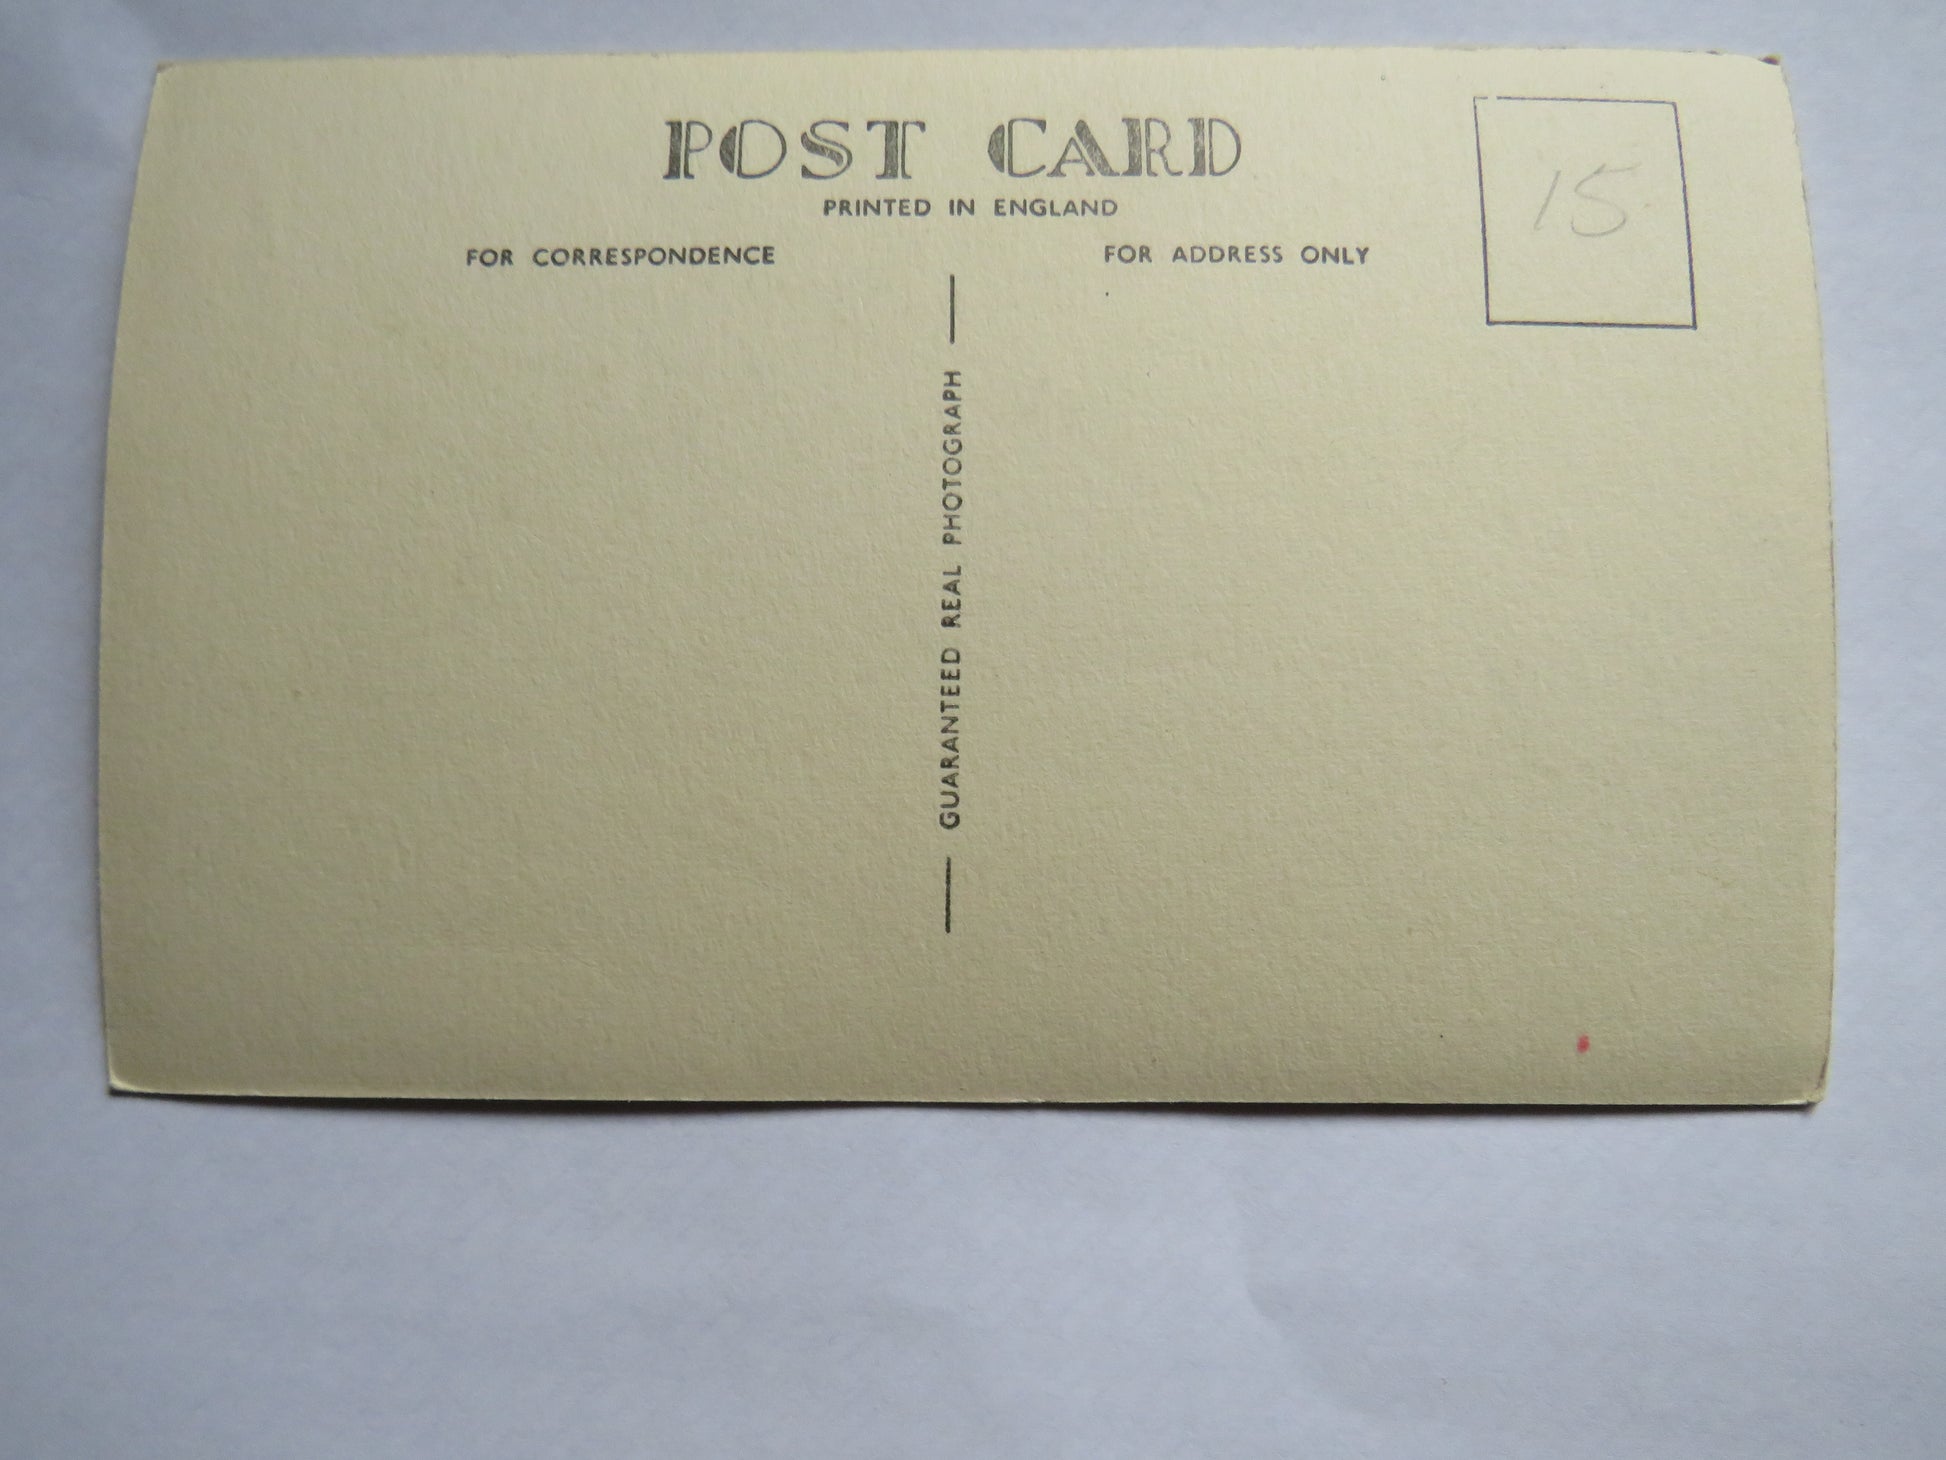 POST CARD
PRINTED IN ENGLAND
FOR CORRESPONDENCE
FOR ADDRESS ONLY
15
GUARANTEED REAL PHOTOGRAPH